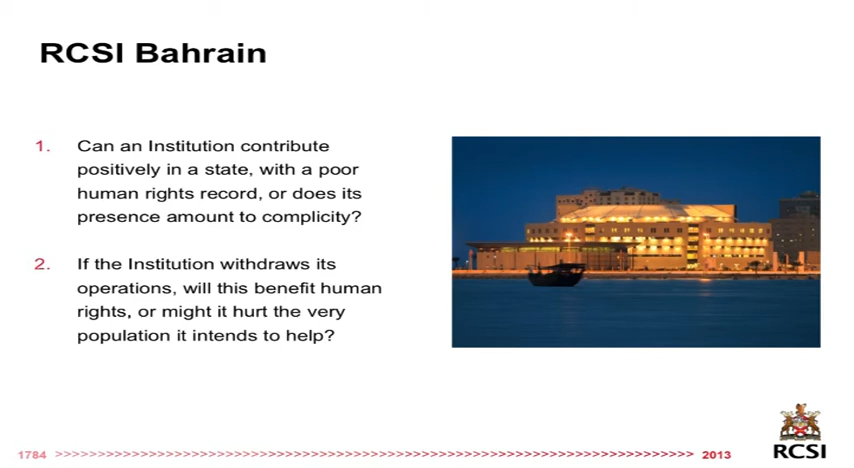 RCSI Bahrain
1. Can an Institution contribute
positively in a state, with a poor
human rights record, or does its
presence amount to complicity?
2. If the Institution withdraws its
operations, will this benefit human
rights, or might it hurt the very
population it intends to help?
RCSI
1784 >>>>>>>>>>>>>>>>>>>>>>>>>>>>>>>>>>>>>>>>>>>>>>>>>>>>>>>>>>>>>>>>>>>>>>>>>>>>>>>>>>>>>>>>>>> 2013